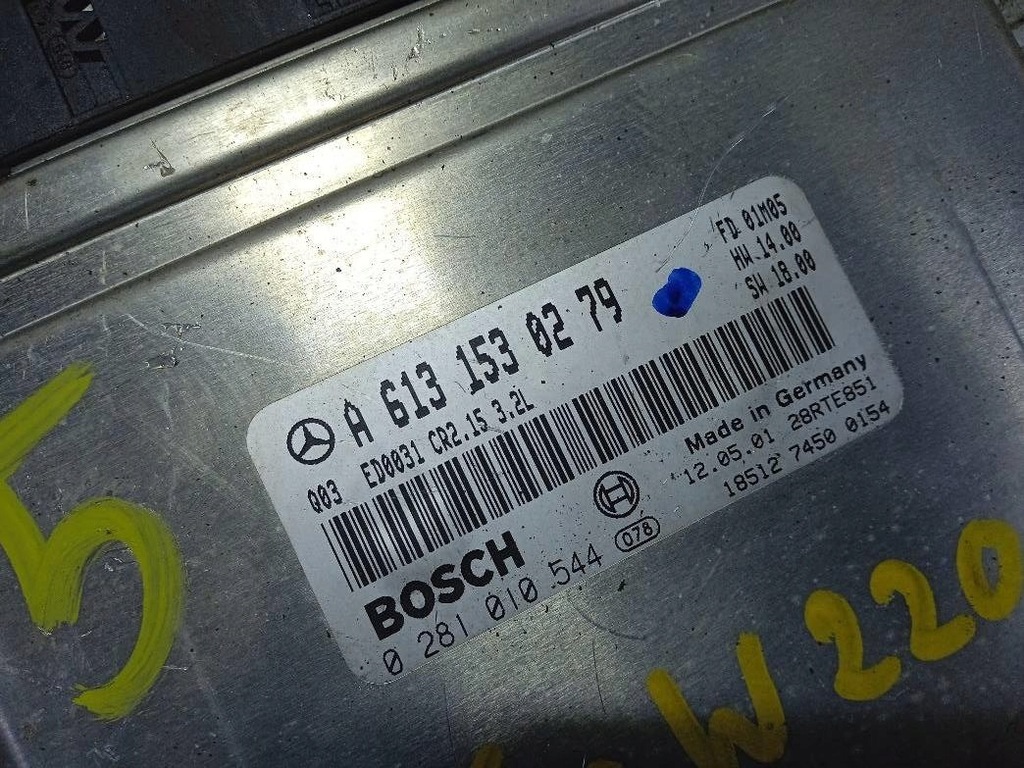 A 613 153 02 79
FD 01M05
HW 14.00
SW 18.00
Q03 ED0031 CR2.15 3.2L
Made in Germany
12.05.01 28RTE851
18512 7450 0154
BOSCH
0 281 010 544
078
5
W220